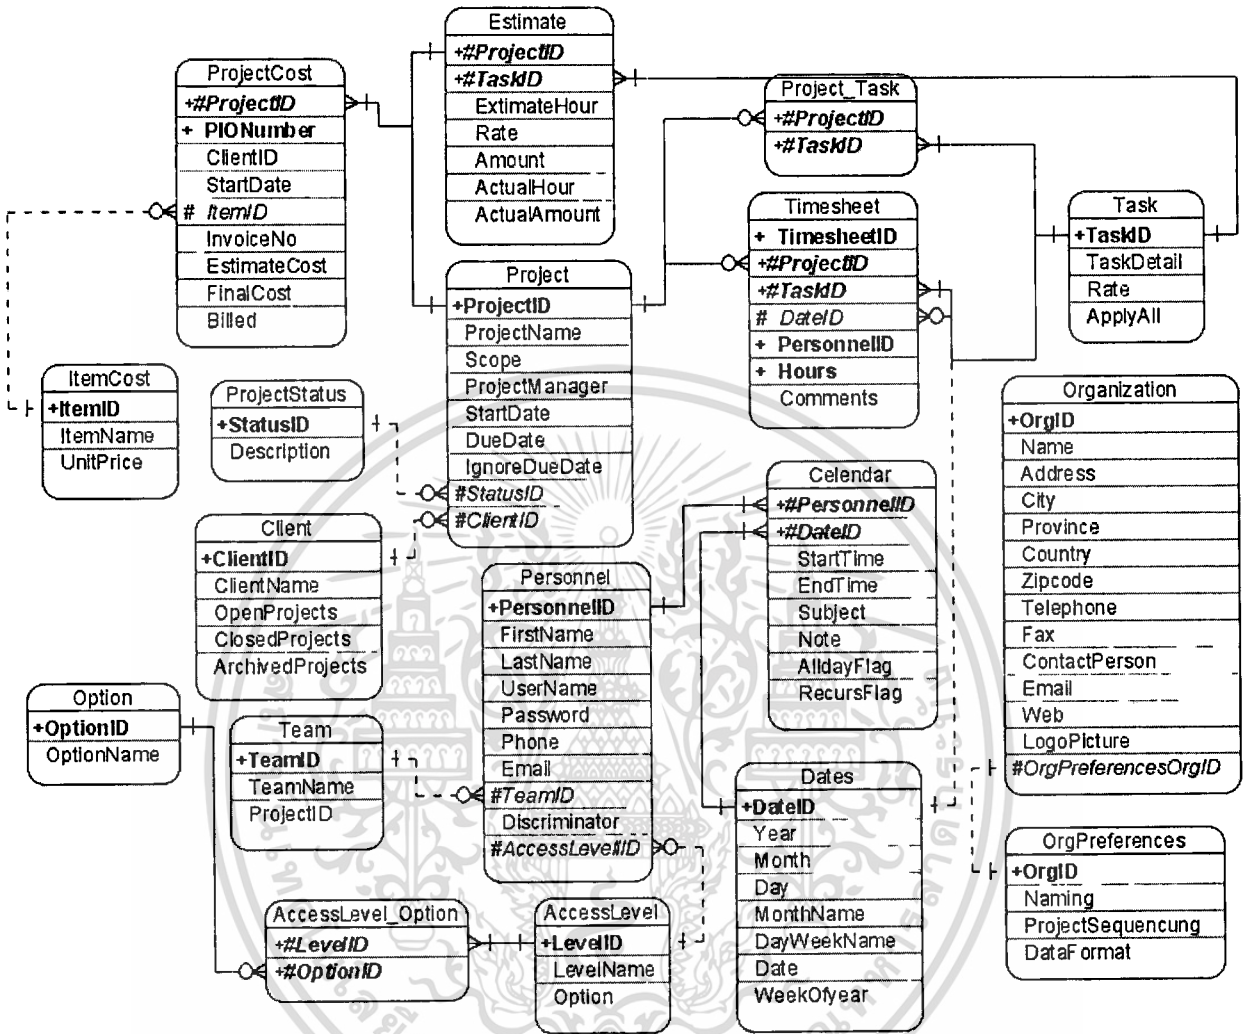 Estimate
+#ProjectID
+#TaskID
ExtimateHour
Rate
Amount
ActualHour
ActualAmount
ProjectCost
+#ProjectID
+ PIONumber
ClientID
StartDate
# ItemID
InvoiceNo
EstimateCost
FinalCost
Billed
Project_Task
+#ProjectID
+#TaskID
Timesheet
+ TimesheetID
+#ProjectID
+#TaskID
# DateID
+ PersonnelID
+ Hours
Comments
Task
+TaskID
TaskDetail
Rate
ApplyAll
Project
+ProjectID
ProjectName
Scope
ProjectManager
StartDate
DueDate
IgnoreDueDate
#StatusID
#ClientID
ItemCost
+ItemID
ItemName
UnitPrice
ProjectStatus
+StatusID
Description
Organization
+OrgID
Name
Address
City
Province
Country
Zipcode
Telephone
Fax
ContactPerson
Email
Web
LogoPicture
#OrgPreferencesOrgID
Celendar
+#PersonnelID
+#DateID
StartTime
EndTime
Subject
Note
AlldayFlag
RecursFlag
Client
+ClientID
ClientName
OpenProjects
ClosedProjects
ArchivedProjects
Personnel
+PersonnelID
FirstName
LastName
UserName
Password
Phone
Email
#TeamID
Discriminator
#AccessLevelID
Option
+OptionID
OptionName
Team
+TeamID
TeamName
ProjectID
Dates
+DateID
Year
Month
Day
MonthName
DayWeekName
Date
WeekOfyear
OrgPreferences
+OrgID
Naming
ProjectSequencung
DataFormat
AccessLevel_Option
+#LevelID
+#OptionID
AccessLevel
+LevelID
LevelName
Option